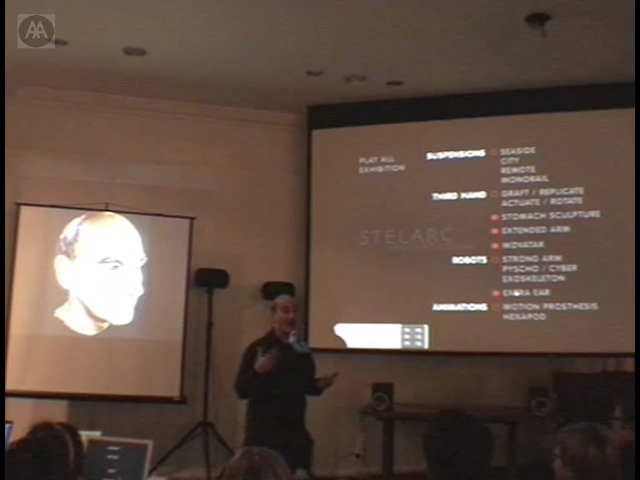 AA
PLAY ALL
EXHIBITION
SUSPENSIONS
SEASIDE
CITY
REMOTE
MONORAIL
THIRD HAND
GRAFT / REPLICATE
ACTUATE / ROTATE
STOMACH SCULPTURE
EXTENDED ARM
MOVATAR
STELARC
ROBOTS
STRONG ARM
PYSCHO / CYBER
EXOSKELETON
EXTRA EAR
ANIMATIONS
MOTION PROSTHESIS
HEXAPOD